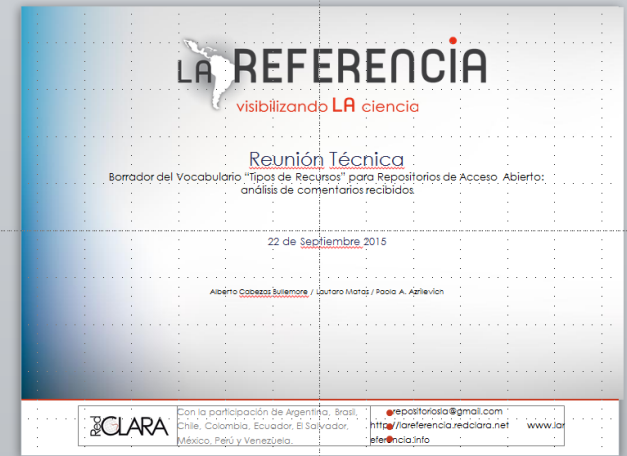 LA REFERENCIA
visibilizando LA ciencia
Reunión Técnica
Borrador del Vocabulario “Tipos de Recursos” para Repositorios de Acceso Abierto:
análisis de comentarios recibidos
22 de Septiembre 2015
Alberto Cabezas Bullemore / Lautaro Matas / Paola A. Azrilevich
Red CLARA
Con la participación de Argentina, Brasil,
Chile, Colombia, Ecuador, El Salvador,
México, Perú y Venezuela.
repositoriosla@gmail.com
http://lareferencia.redclara.net www.lar
eferencia.info